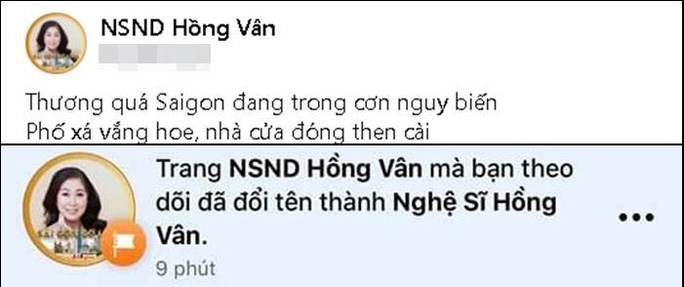 NSND Hồng Vân
Thương quá Saigon đang trong cơn nguy biến
Phố xá vắng hoe, nhà cửa đóng then cài
Trang NSND Hồng Vân mà bạn theo
dõi đã đổi tên thành Nghệ Sĩ Hồng
Vân.
9 phút